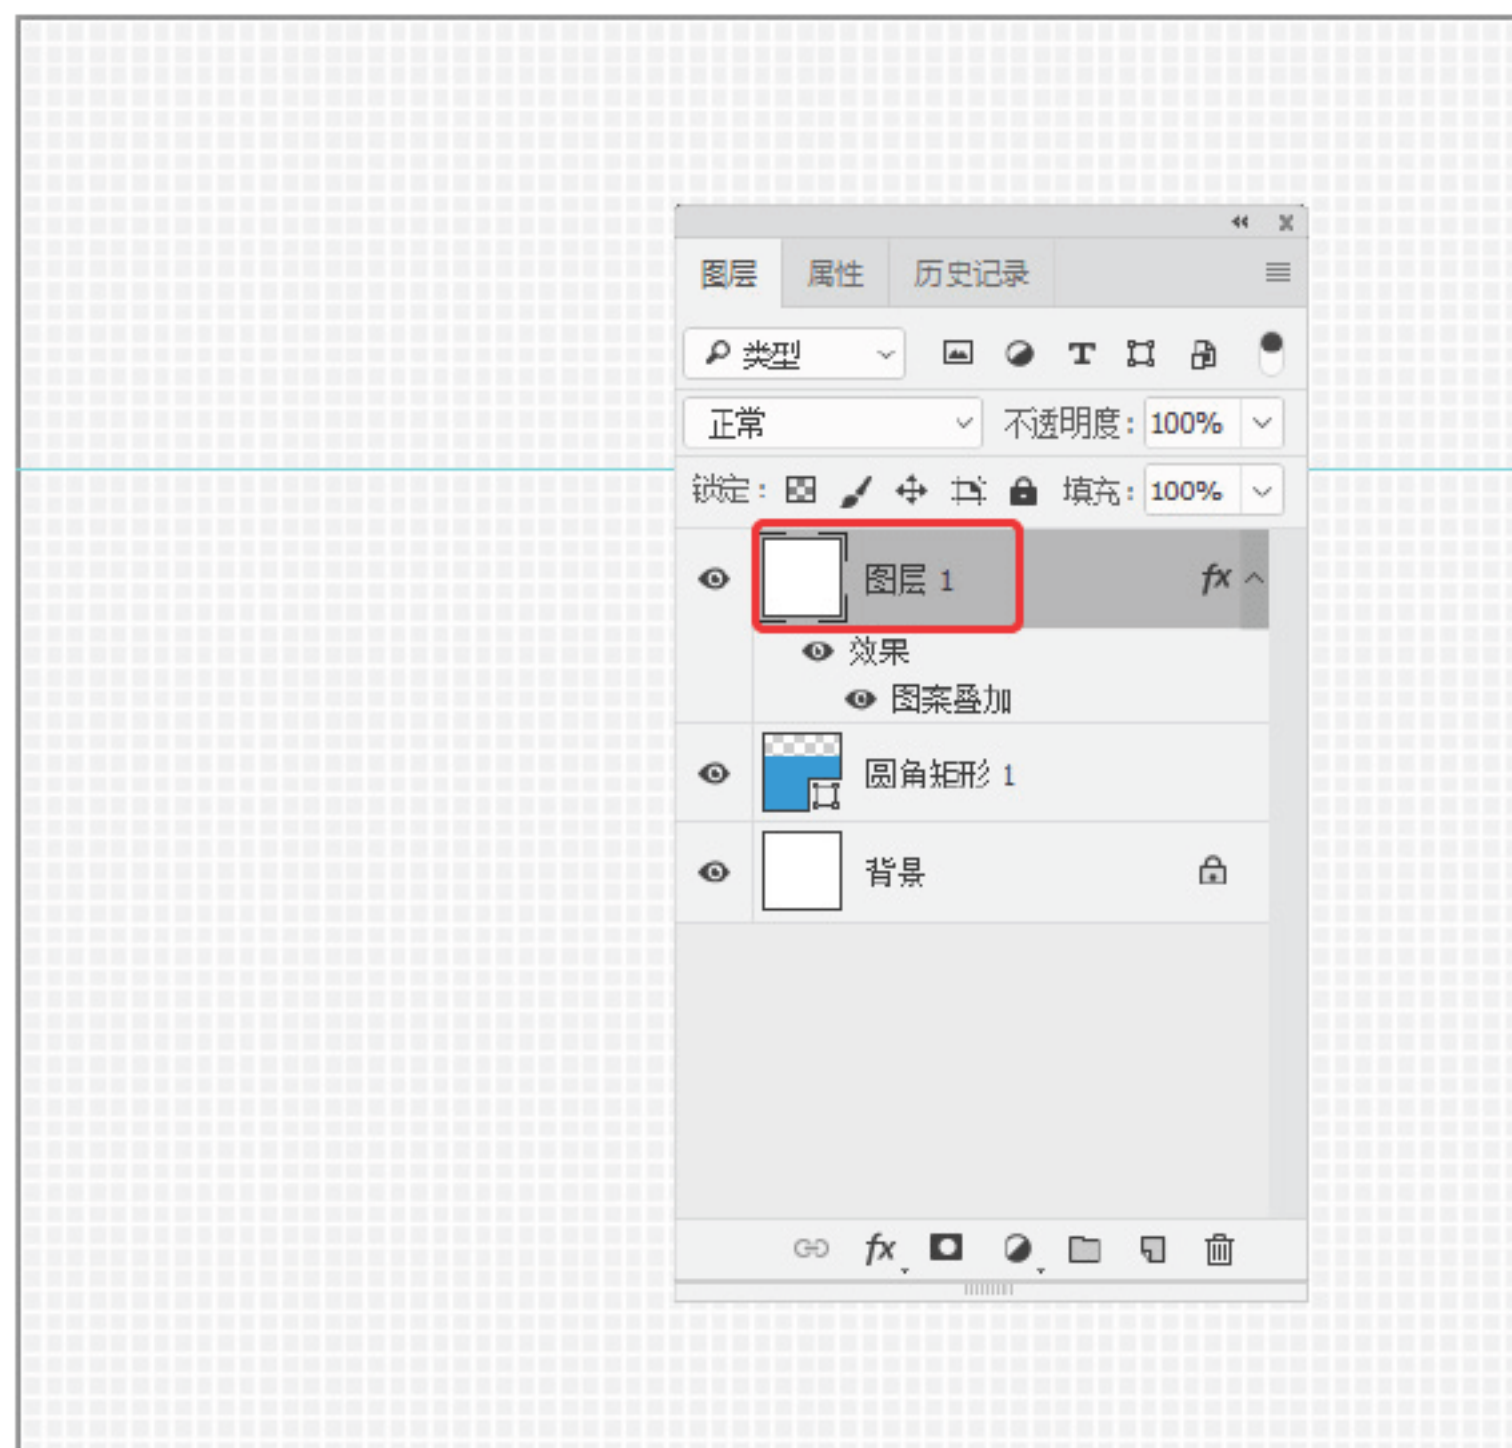 图层 属性 历史记录
类型 T
正常 不透明度: 100%
锁定: 填充: 100%
图层 1 fx
效果
图案叠加
圆角矩形 1
背景
fx